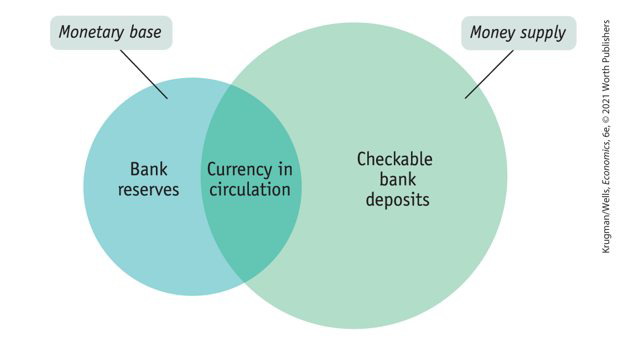 Monetary base
Money supply
Bank
reserves
Currency in
circulation
Checkable
bank
deposits
Krugman/Wells, Economics, 6e, © 2021 Worth Publishers